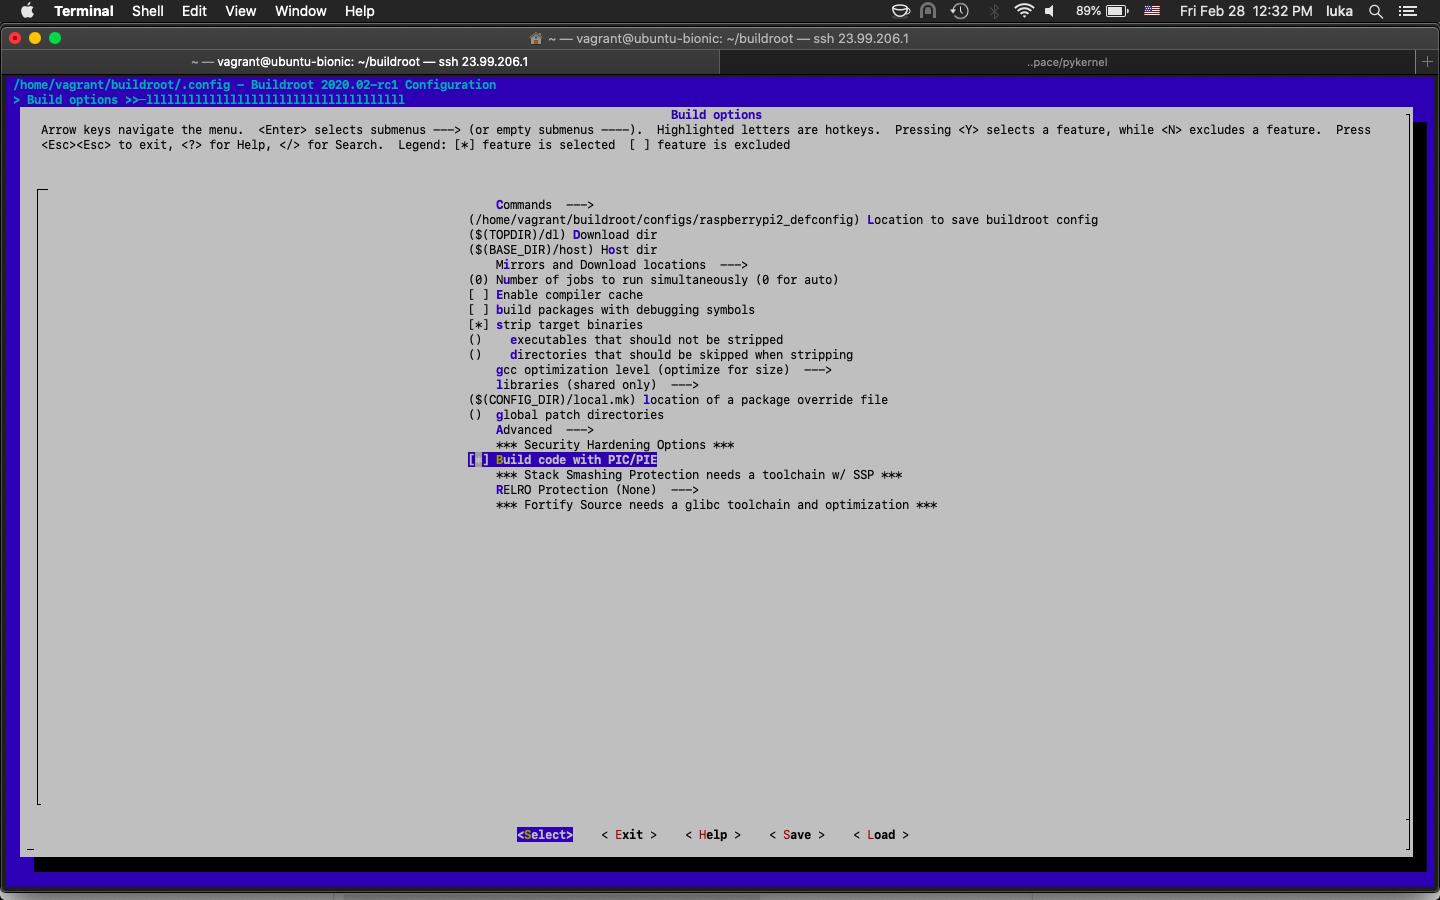 Terminal Shell Edit View Window Help 89% Fri Feb 28 12:32 PM luka
~ — vagrant@ubuntu-bionic: ~/buildroot — ssh 23.99.206.1
~ — vagrant@ubuntu-bionic: ~/buildroot — ssh 23.99.206.1 ..pace/pykernel +
/home/vagrant/buildroot/.config - Buildroot 2020.02-rc1 Configuration
> Build options >>─lllllllllllllllllllllllllllllllllllll
Build options
Arrow keys navigate the menu.  <Enter> selects submenus ---> (or empty submenus ----).  Highlighted letters are hotkeys.  Pressing <Y> selects a feature, while <N> excludes a feature.  Press
<Esc><Esc> to exit, <?> for Help, </> for Search.  Legend: [*] feature is selected  [ ] feature is excluded
Commands  --->
(/home/vagrant/buildroot/configs/raspberrypi2_defconfig) Location to save buildroot config
($(TOPDIR)/dl) Download dir
($(BASE_DIR)/host) Host dir
Mirrors and Download locations  --->
(0) Number of jobs to run simultaneously (0 for auto)
[ ] Enable compiler cache
[ ] build packages with debugging symbols
[*] strip target binaries
()    executables that should not be stripped
()    directories that should be skipped when stripping
gcc optimization level (optimize for size)  --->
libraries (shared only)  --->
($(CONFIG_DIR)/local.mk) location of a package override file
()  global patch directories
Advanced  --->
*** Security Hardening Options ***
[*] Build code with PIC/PIE
*** Stack Smashing Protection needs a toolchain w/ SSP ***
RELRO Protection (None)  --->
*** Fortify Source needs a glibc toolchain and optimization ***
<Select>    < Exit >    < Help >    < Save >    < Load >